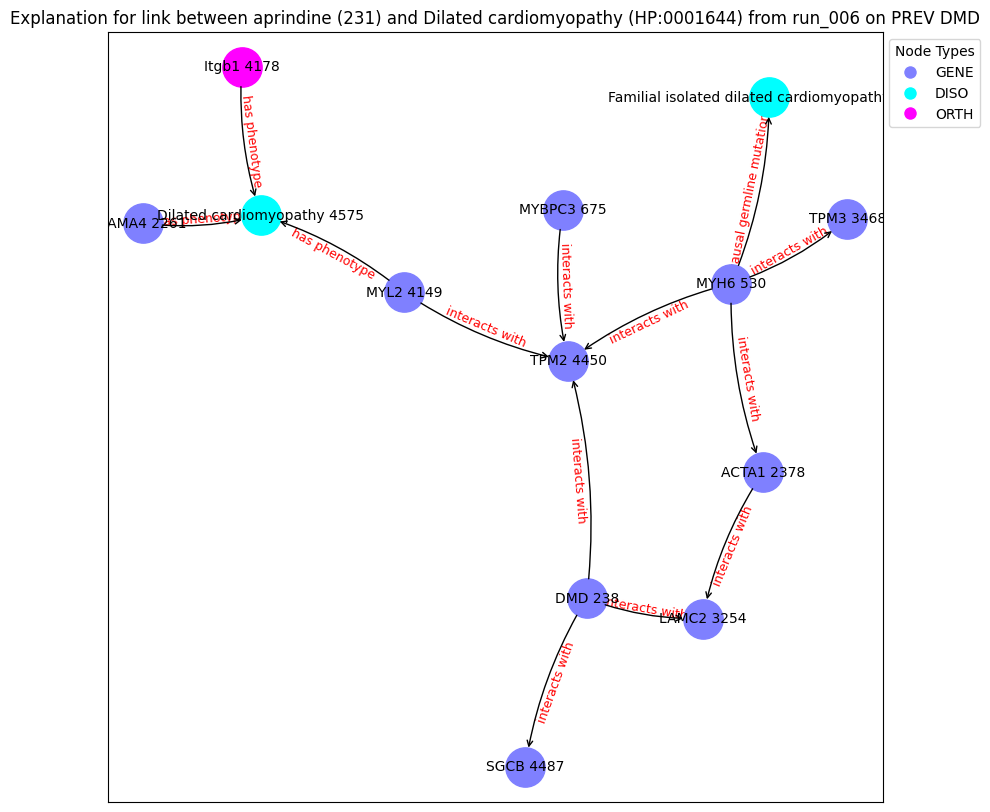 Explanation for link between aprindine (231) and Dilated cardiomyopathy (HP:0001644) from run_006 on PREV DMD
Node Types
GENE
DISO
ORTH
Itgb1 4178
Familial isolated dilated cardiomyopath
has phenotype
ausal germline mutation
AMA4 2261
has phenotype
Dilated cardiomyopathy 4575
MYBPC3 675
TPM3 3468
has phenotype
interacts with
interacts with
MYH6 530
MYL2 4149
interacts with
interacts with
TPM2 4450
interacts with
ACTA1 2378
interacts with
interacts with
DMD 238
interacts with
LAMC2 3254
interacts with
SGCB 4487